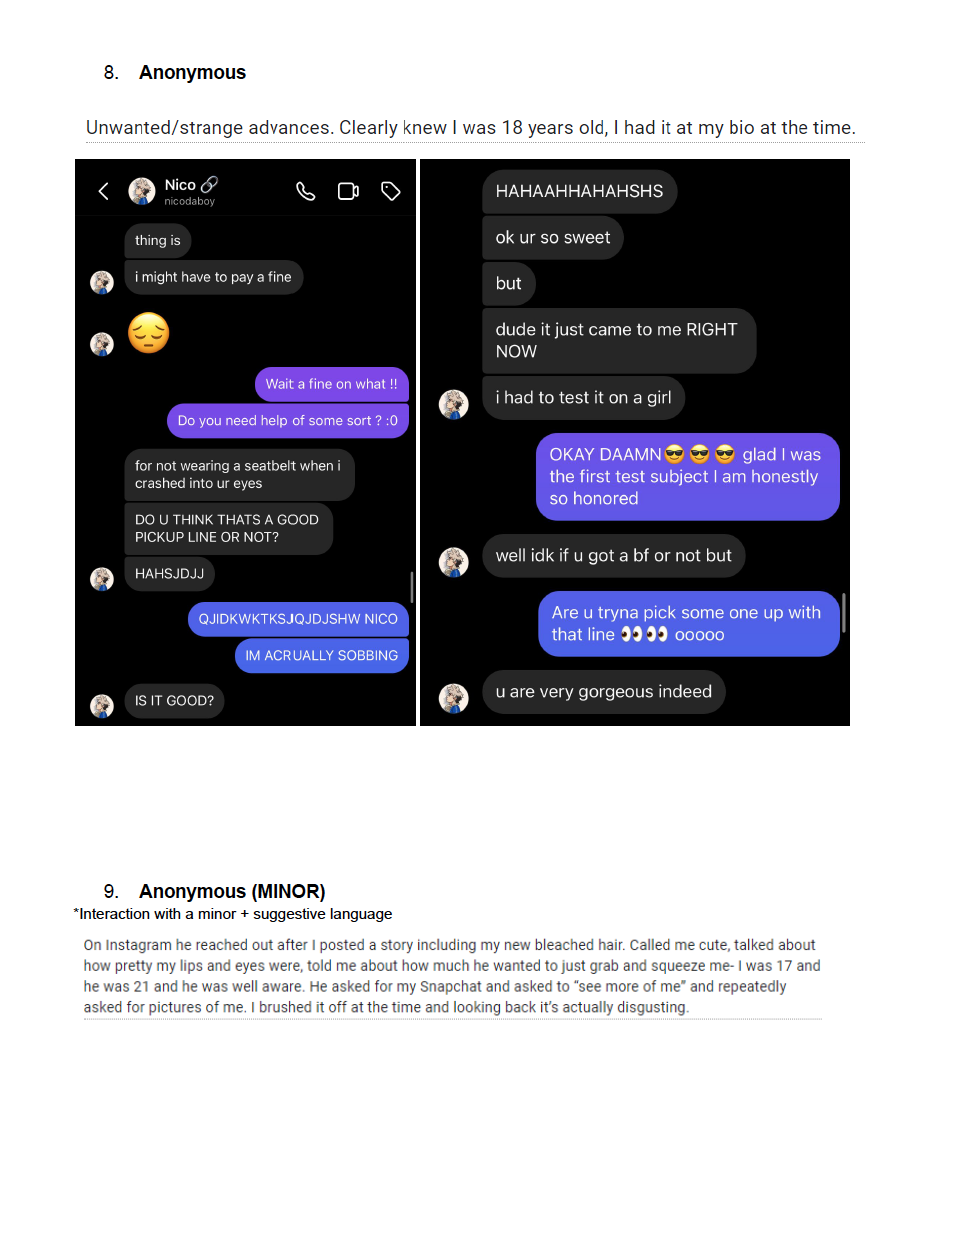 8. Anonymous
Unwanted/strange advances. Clearly knew I was 18 years old, I had it at my bio at the time.
Nico 🔗
nicodaboy
thing is
i might have to pay a fine
😔
Wait a fine on what !!
Do you need help of some sort ? :0
for not wearing a seatbelt when i
crashed into ur eyes
DO U THINK THATS A GOOD
PICKUP LINE OR NOT?
HAHSJDJJ
QJIDKWKTKSJQJDJSHW NICO
IM ACRUALLY SOBBING
IS IT GOOD?
HAHAAHHAHAHSHS
ok ur so sweet
but
dude it just came to me RIGHT
NOW
i had to test it on a girl
OKAY DAAMN😎 😎 😎 glad I was
the first test subject I am honestly
so honored
well idk if u got a bf or not but
Are u tryna pick some one up with
that line 👀 👀 ooooo
u are very gorgeous indeed
9. Anonymous (MINOR)
*Interaction with a minor + suggestive language
On Instagram he reached out after I posted a story including my new bleached hair. Called me cute, talked about
how pretty my lips and eyes were, told me about how much he wanted to just grab and squeeze me- I was 17 and
he was 21 and he was well aware. He asked for my Snapchat and asked to “see more of me” and repeatedly
asked for pictures of me. I brushed it off at the time and looking back it’s actually disgusting.